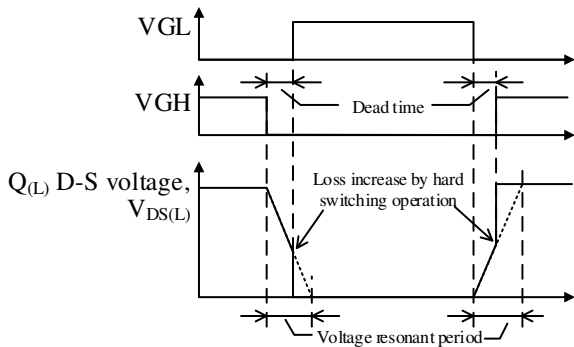 VGL
VGH
Dead time
Q(L) D-S voltage,
VDS(L)
Loss increase by hard
switching operation
Voltage resonant period